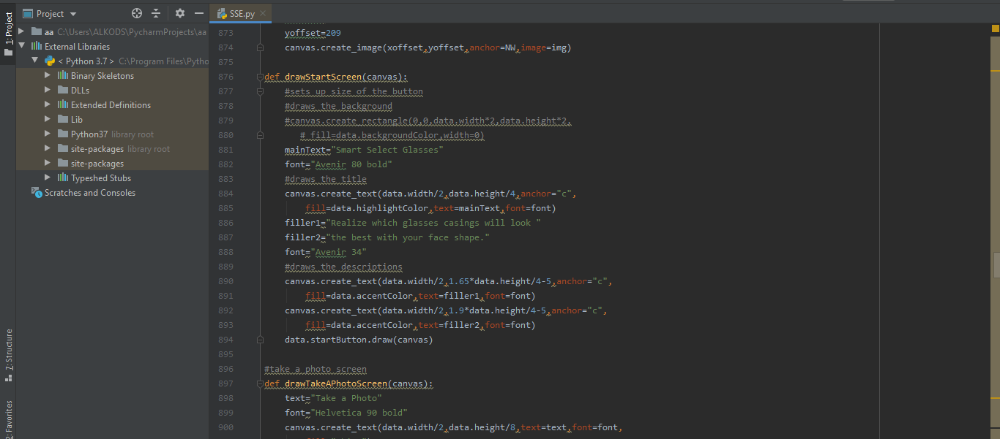 Project
SSE.py
1: Project
7: Structure
2: Favorites
aa C:\Users\ALKODS\PycharmProjects\aa
External Libraries
< Python 3.7 > C:\Program Files\Pytho
Binary Skeletons
DLLs
Extended Definitions
Lib
Python37 library root
site-packages library root
site-packages
Typeshed Stubs
Scratches and Consoles
873 yoffset=209
874 canvas.create_image(xoffset,yoffset,anchor=NW,image=img)
875
876 def drawStartScreen(canvas):
877 #sets up size of the button
878 #draws the background
879 #canvas.create_rectangle(0,0,data.width*2,data.height*2,
880 # fill=data.backgroundColor,width=0)
881 mainText="Smart Select Glasses"
882 font="Avenir 80 bold"
883 #draws the title
884 canvas.create_text(data.width/2,data.height/4,anchor="c",
885 fill=data.highlightColor,text=mainText,font=font)
886 filler1="Realize which glasses casings will look "
887 filler2="the best with your face shape."
888 font="Avenir 34"
889 #draws the descriptions
890 canvas.create_text(data.width/2,1.65*data.height/4-5,anchor="c",
891 fill=data.accentColor,text=filler1,font=font)
892 canvas.create_text(data.width/2,1.9*data.height/4-5,anchor="c",
893 fill=data.accentColor,text=filler2,font=font)
894 data.startButton.draw(canvas)
895
896 #take a photo screen
897 def drawTakeAPhotoScreen(canvas):
898 text="Take a Photo"
899 font="Helvetica 90 bold"
900 canvas.create_text(data.width/2,data.height/8,text=text,font=font,